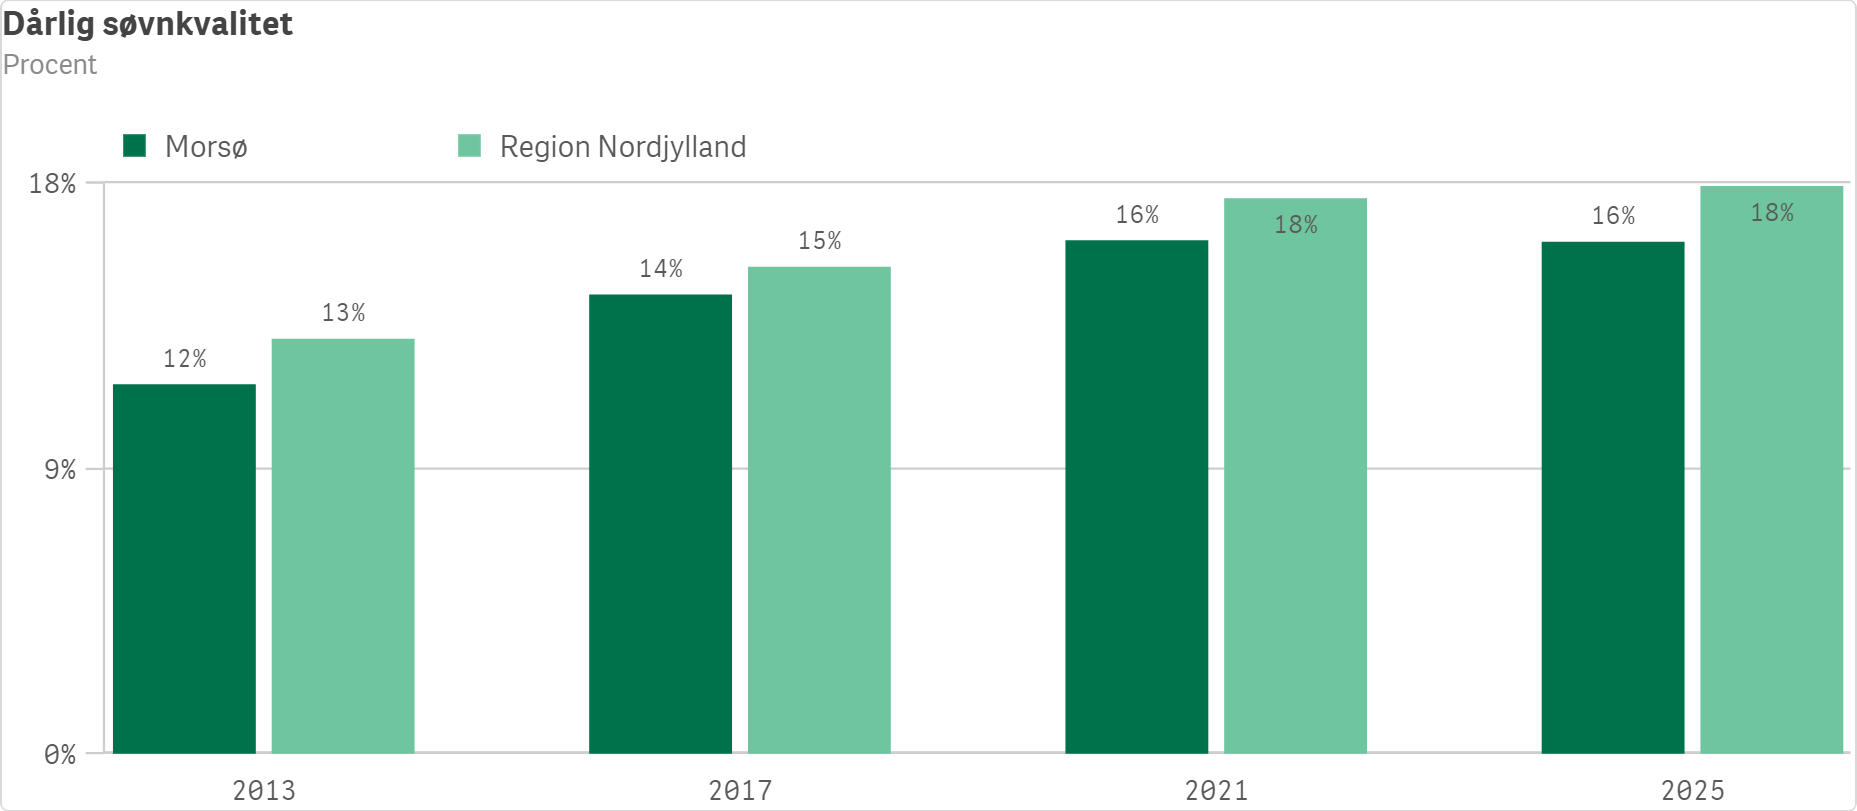 Dårlig søvnkvalitet
Procent
Morsø Region Nordjylland
18%
9%
0%
12% 13% 14% 15% 16% 18% 16% 18%
2013 2017 2021 2025